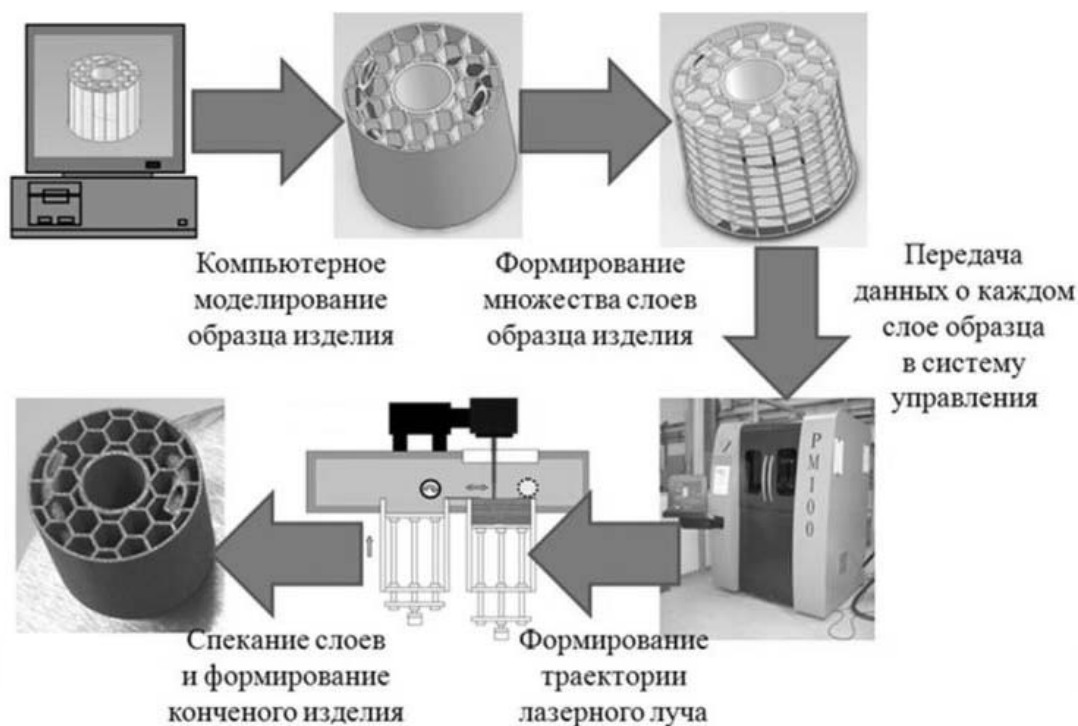 Компьютерное
моделирование
образца изделия
Формирование
множества слоев
образца изделия
Передача
данных о каждом
слое образца
в систему
управления
PM100
Формирование
траектории
лазерного луча
Спекание слоев
и формирование
конченого изделия